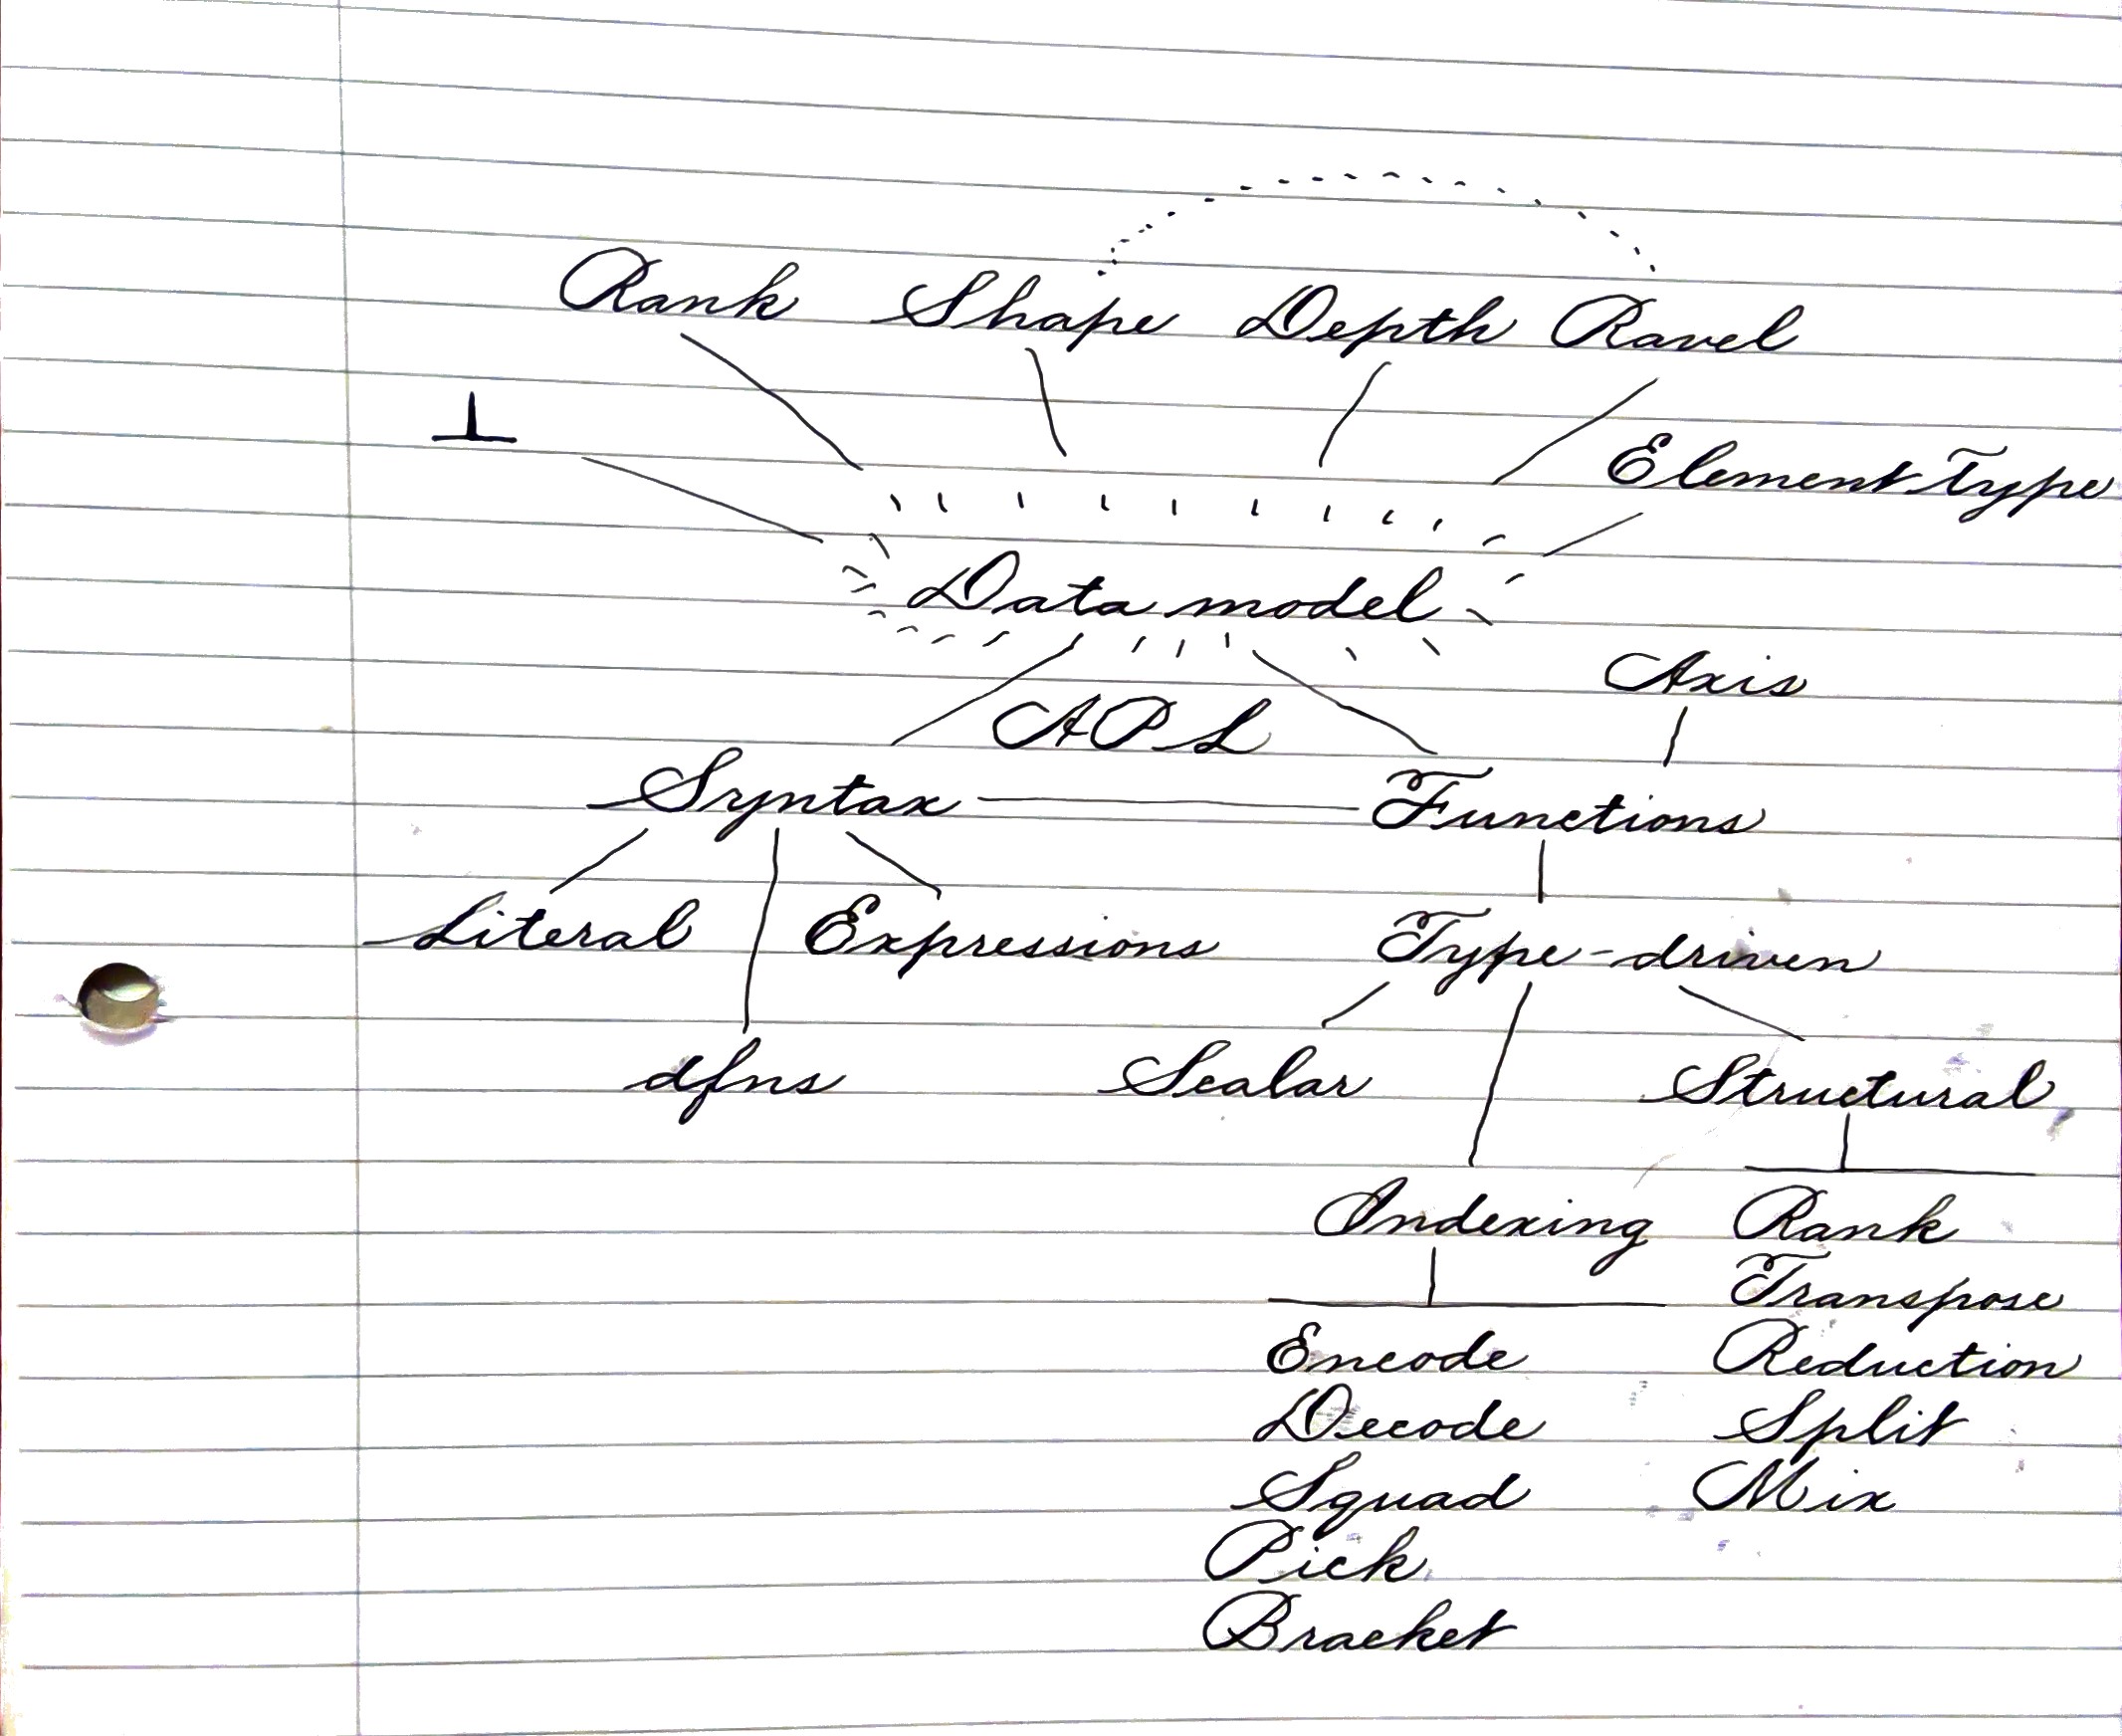 Rank Shape Depth Ravel
⊥
Element Type
Data model
Axis
APL
Syntax Functions
Literal Expressions Type-driven
dfns Scalar Structural
Indexing Rank
Transpose
Encode Reduction
Decode Split
Squad Mix
Pick
Bracket